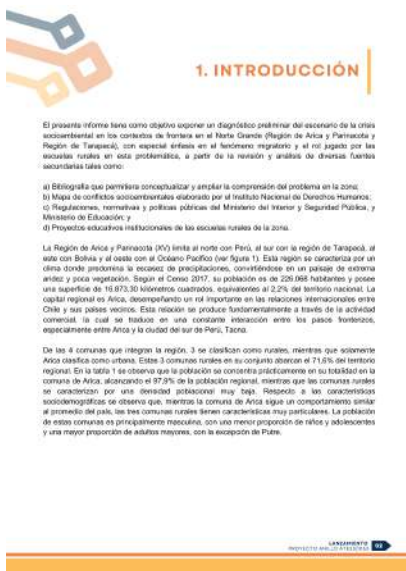 1. INTRODUCCIÓN
El presente informe tiene como objetivo exponer un diagnóstico preliminar del escenario de la crisis
socioambiental en los contextos de frontera en el Norte Grande (Región de Arica y Parinacota y
Región de Tarapacá), con especial énfasis en el fenómeno migratorio y el rol jugado por las
escuelas rurales en esta problemática, a partir de la revisión y análisis de diversas fuentes
secundarias tales como:
a) Bibliografía que permitiera conceptualizar y ampliar la comprensión del problema en la zona;
b) Mapa de conflictos socioambientales elaborado por el Instituto Nacional de Derechos Humanos;
c) Regulaciones, normativas y políticas públicas del Ministerio del Interior y Seguridad Pública, y
Ministerio de Educación; y
d) Proyectos educativos institucionales de las escuelas rurales de la zona.
La Región de Arica y Parinacota (XV) limita al norte con Perú, al sur con la región de Tarapacá, al
este con Bolivia y al oeste con el Océano Pacífico (ver figura 1). Esta región se caracteriza por un
clima donde predomina la escasez de precipitaciones, convirtiéndose en un paisaje de extrema
aridez y poca vegetación. Según el Censo 2017, su población es de 226.068 habitantes y posee
una superficie de 16.873,30 kilómetros cuadrados, equivalentes al 2,2% del territorio nacional. La
capital regional es Arica, desempeñando un rol importante en las relaciones internacionales entre
Chile y sus países vecinos. Esta relación se produce fundamentalmente a través de la actividad
comercial, la cual se traduce en una constante interacción entre los pasos fronterizos,
especialmente entre Arica y la ciudad del sur de Perú, Tacna.
De las 4 comunas que integran la región, 3 se clasifican como rurales, mientras que solamente
Arica clasifica como urbana. Estas 3 comunas rurales en su conjunto abarcan el 71,6% del territorio
regional. En la tabla 1 se observa que la población se concentra prácticamente en su totalidad en la
comuna de Arica, alcanzando el 97,9% de la población regional, mientras que las comunas rurales
se caracterizan por una densidad poblacional muy baja. Respecto a las características
sociodemográficas se observa que, mientras la comuna de Arica sigue un comportamiento similar
al promedio del país, las tres comunas rurales tienen características muy particulares. La población
de estas comunas es principalmente masculina, con una menor proporción de niños y adolescentes
y una mayor proporción de adultos mayores, con la excepción de Putre.
LANZAMIENTO
PROYECTO ANILLO
03